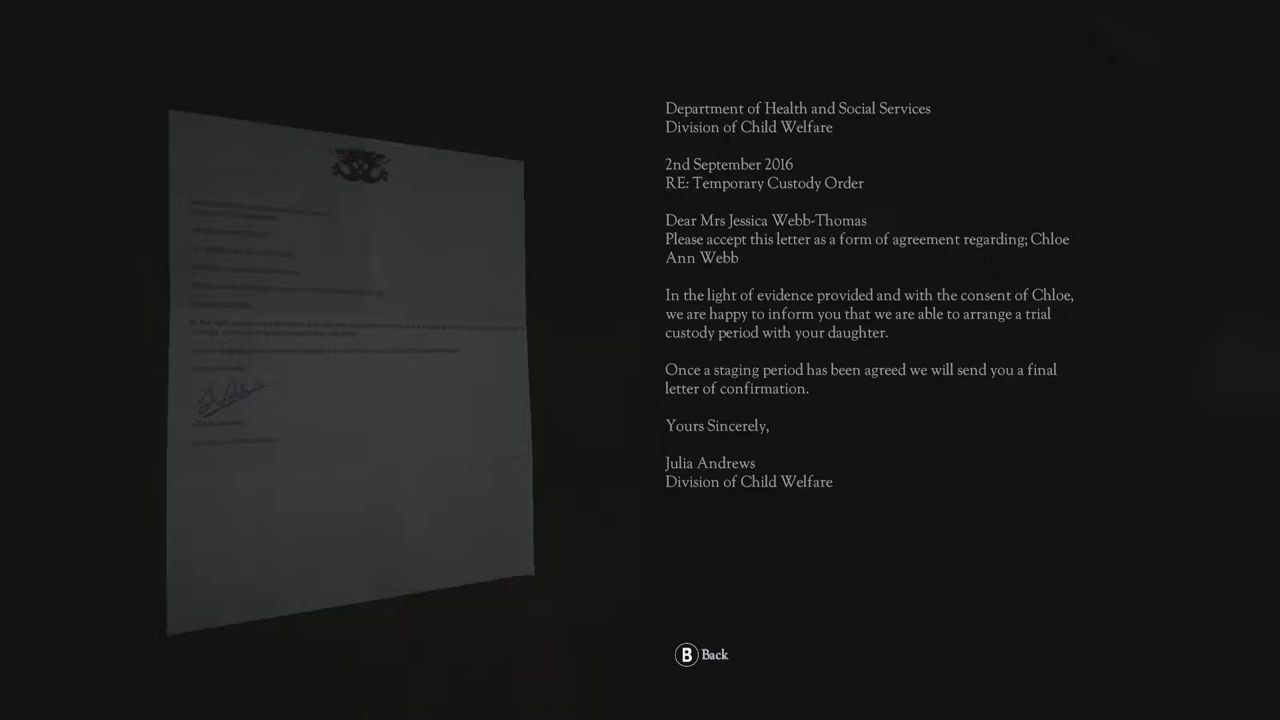 Department of Health and Social Services
Division of Child Welfare
2nd September 2016
RE: Temporary Custody Order
Dear Mrs Jessica Webb-Thomas
Please accept this letter as a form of agreement regarding; Chloe
Ann Webb
In the light of evidence provided and with the consent of Chloe,
we are happy to inform you that we are able to arrange a trial
custody period with your daughter.
Once a staging period has been agreed we will send you a final
letter of confirmation.
Yours Sincerely,
Julia Andrews
Division of Child Welfare
B Back